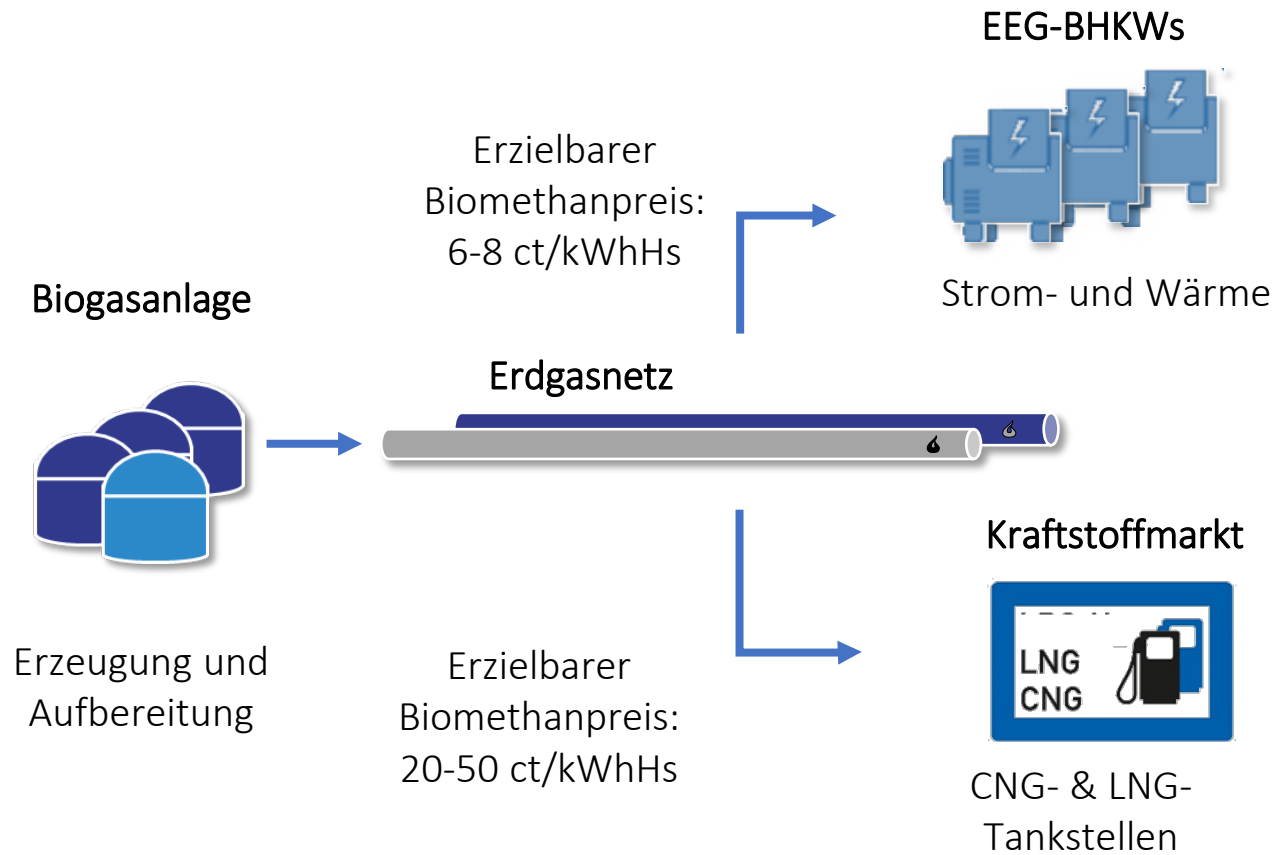 EEG-BHKWs
Erzielbarer
Biomethanpreis:
6-8 ct/kWhHs
Strom- und Wärme
Biogasanlage
Erdgasnetz
Erzeugung und
Aufbereitung
Erzielbarer
Biomethanpreis:
20-50 ct/kWhHs
Kraftstoffmarkt
LNG
CNG
CNG- & LNG-
Tankstellen